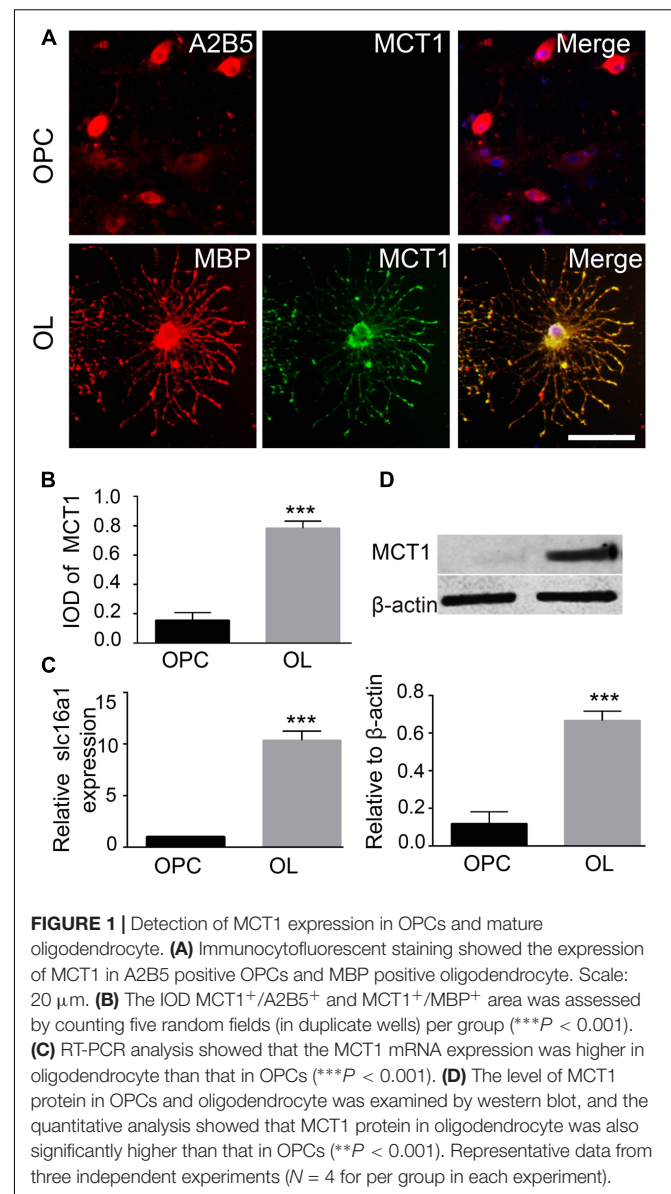 A
A2B5 MCT1 Merge
OPC
MBP MCT1 Merge
OL
B
IOD of MCT1
1.0
0.8
0.6
0.4
0.2
0.0
***
OPC OL
D
MCT1
β-actin
C
Relative slc16a1
expression
15
10
5
0
***
OPC OL
Relative to β-actin
0.8
0.6
0.4
0.2
0.0
***
OPC OL
FIGURE 1 | Detection of MCT1 expression in OPCs and mature
oligodendrocyte. (A) Immunocytofluorescent staining showed the expression
of MCT1 in A2B5 positive OPCs and MBP positive oligodendrocyte. Scale:
20 μm. (B) The IOD MCT1⁺/A2B5⁺ and MCT1⁺/MBP⁺ area was assessed
by counting five random fields (in duplicate wells) per group (***P < 0.001).
(C) RT-PCR analysis showed that the MCT1 mRNA expression was higher in
oligodendrocyte than that in OPCs (***P < 0.001). (D) The level of MCT1
protein in OPCs and oligodendrocyte was examined by western blot, and the
quantitative analysis showed that MCT1 protein in oligodendrocyte was also
significantly higher than that in OPCs (**P < 0.001). Representative data from
three independent experiments (N = 4 for per group in each experiment).